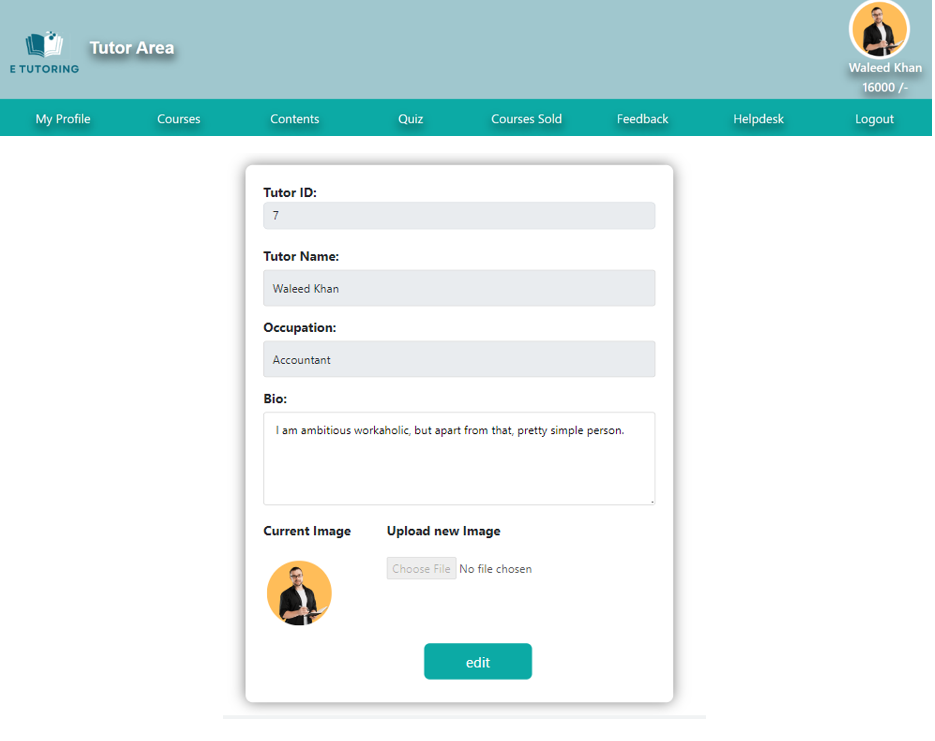 E TUTORING
Tutor Area
Waleed Khan
16000 /-
My Profile Courses Contents Quiz Courses Sold Feedback Helpdesk Logout
Tutor ID:
7
Tutor Name:
Waleed Khan
Occupation:
Accountant
Bio:
I am ambitious workaholic, but apart from that, pretty simple person.
Current Image Upload new Image
Choose File No file chosen
edit